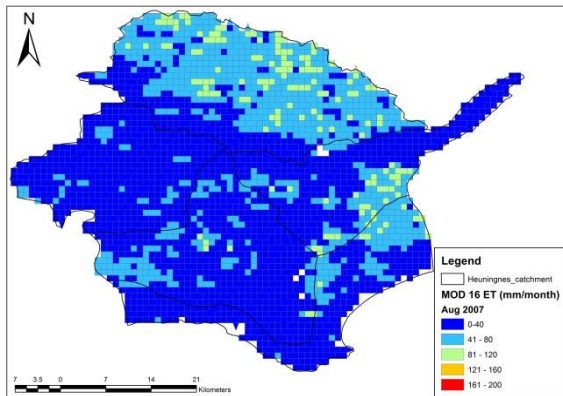 N
Legend
Heuningnes_catchment
MOD 16 ET (mm/month)
Aug 2007
0-40
41 - 80
81 - 120
121 - 160
161 - 200
7 3.5 0 7 14 21
Kilometers